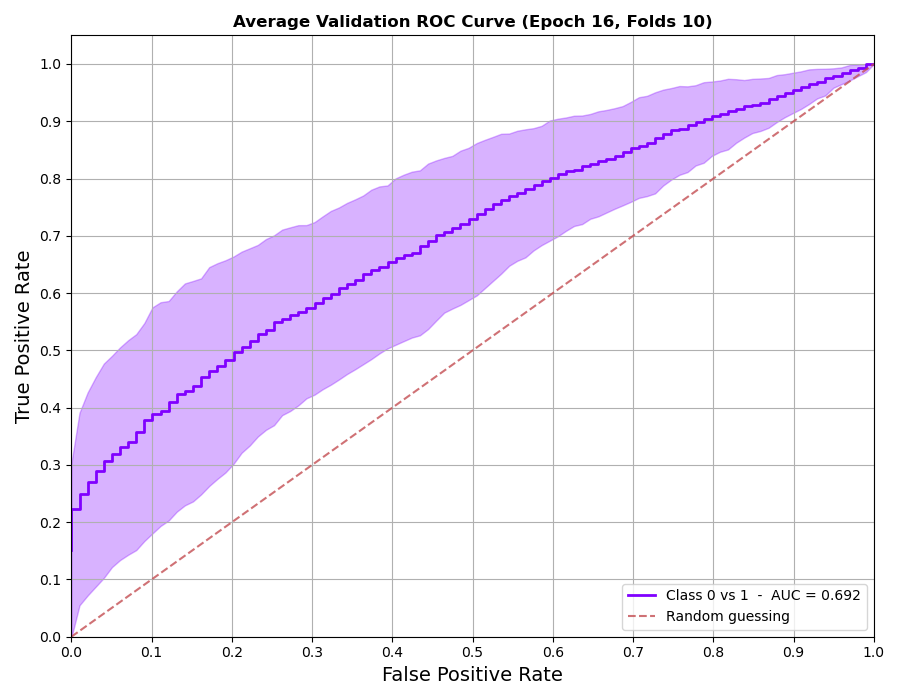 Average Validation ROC Curve (Epoch 16, Folds 10)
True Positive Rate
1.0
0.9
0.8
0.7
0.6
0.5
0.4
0.3
0.2
0.1
0.0
Class 0 vs 1 - AUC = 0.692
Random guessing
0.0 0.1 0.2 0.3 0.4 0.5 0.6 0.7 0.8 0.9 1.0
False Positive Rate